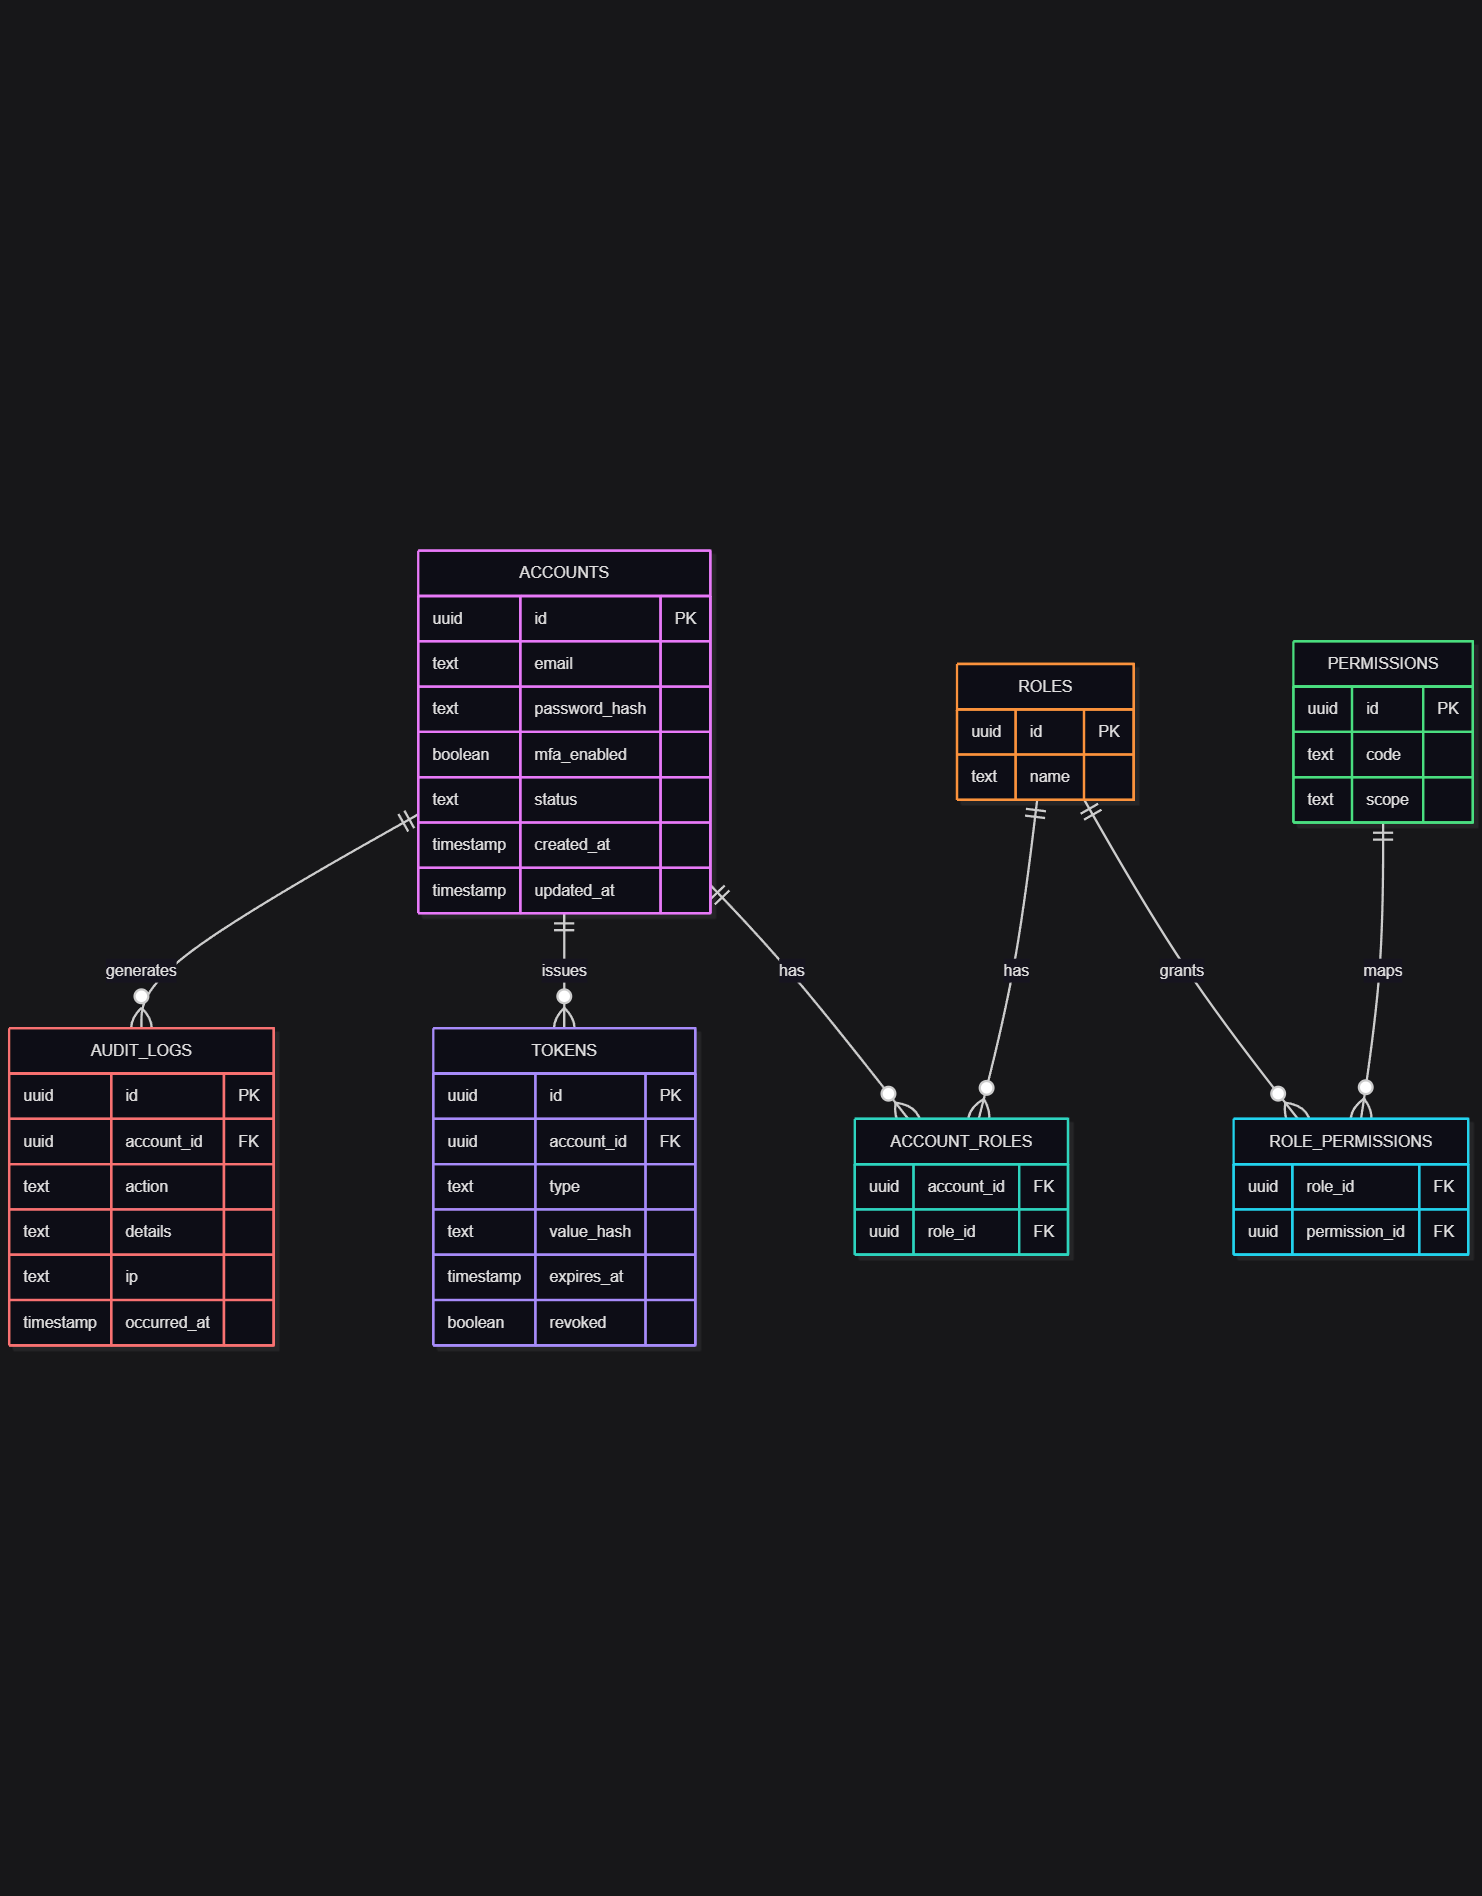 ACCOUNTS
uuid id PK
text email
text password_hash
boolean mfa_enabled
text status
timestamp created_at
timestamp updated_at
ROLES
uuid id PK
text name
PERMISSIONS
uuid id PK
text code
text scope
generates
issues
has
has
grants
maps
AUDIT_LOGS
uuid id PK
uuid account_id FK
text action
text details
text ip
timestamp occurred_at
TOKENS
uuid id PK
uuid account_id FK
text type
text value_hash
timestamp expires_at
boolean revoked
ACCOUNT_ROLES
uuid account_id FK
uuid role_id FK
ROLE_PERMISSIONS
uuid role_id FK
uuid permission_id FK